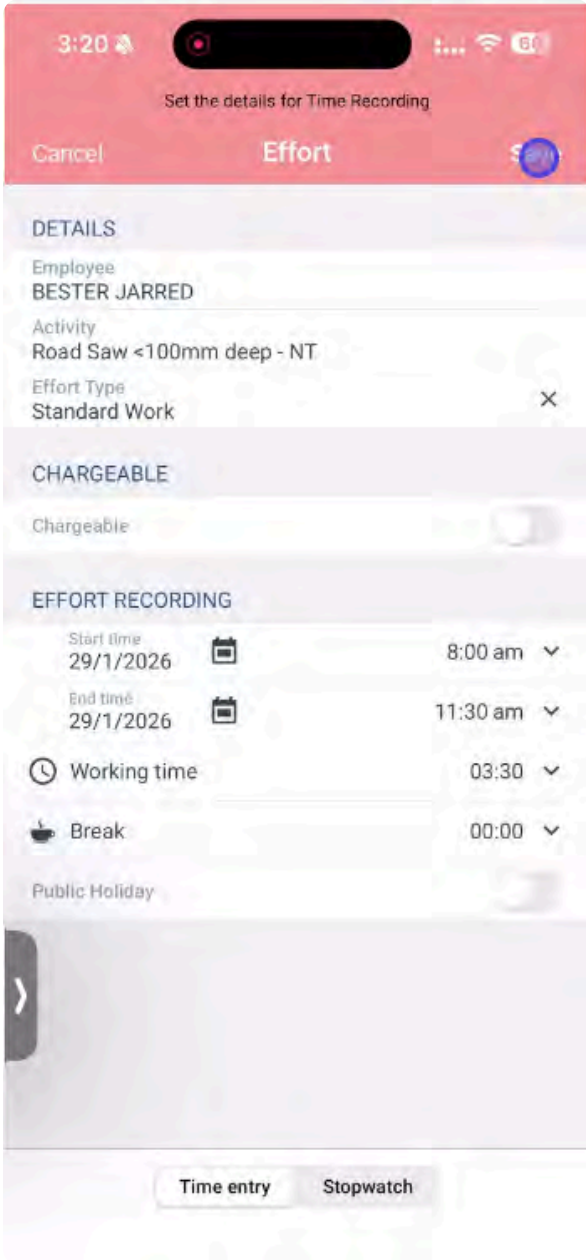 3:20
60
Set the details for Time Recording
Cancel Effort
DETAILS
Employee
BESTER JARRED
Activity
Road Saw <100mm deep - NT
Effort Type
Standard Work
CHARGEABLE
Chargeable
EFFORT RECORDING
Start time
29/1/2026 8:00 am
End time
29/1/2026 11:30 am
Working time 03:30
Break 00:00
Public Holiday
Time entry Stopwatch